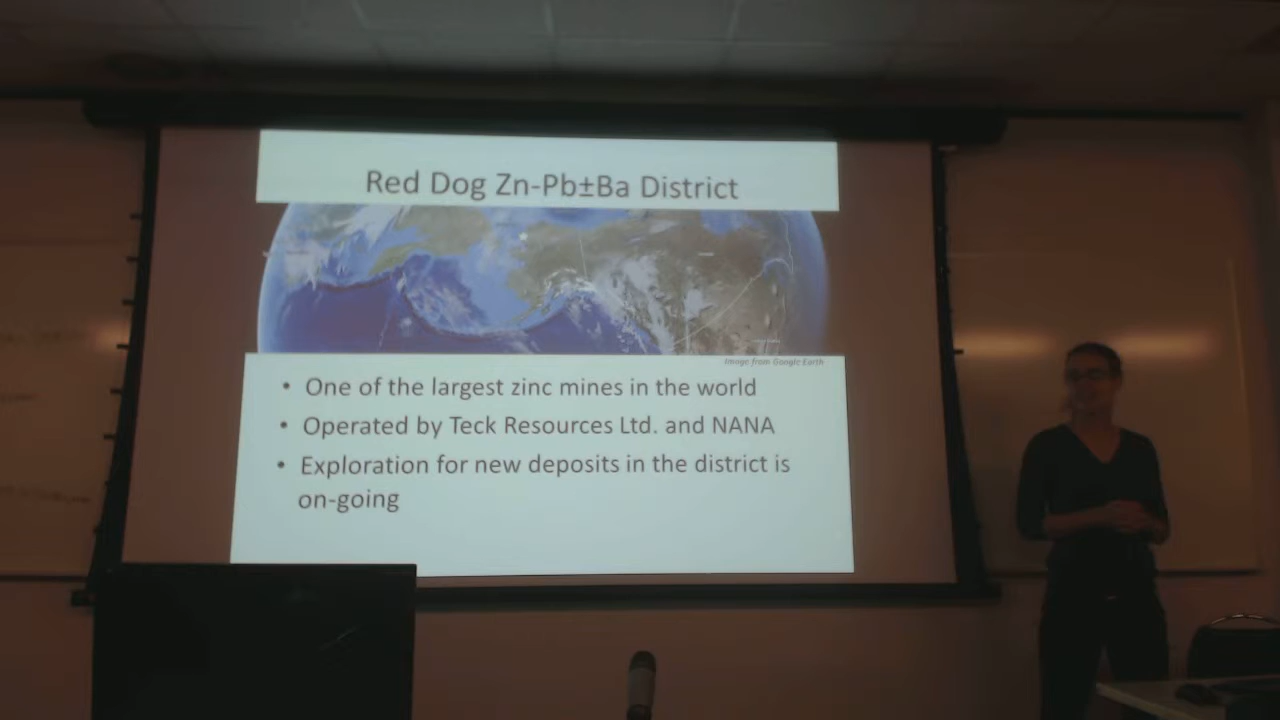 Red Dog Zn-Pb±Ba District
Image from Google Earth
• One of the largest zinc mines in the world
• Operated by Teck Resources Ltd. and NANA
• Exploration for new deposits in the district is
on-going